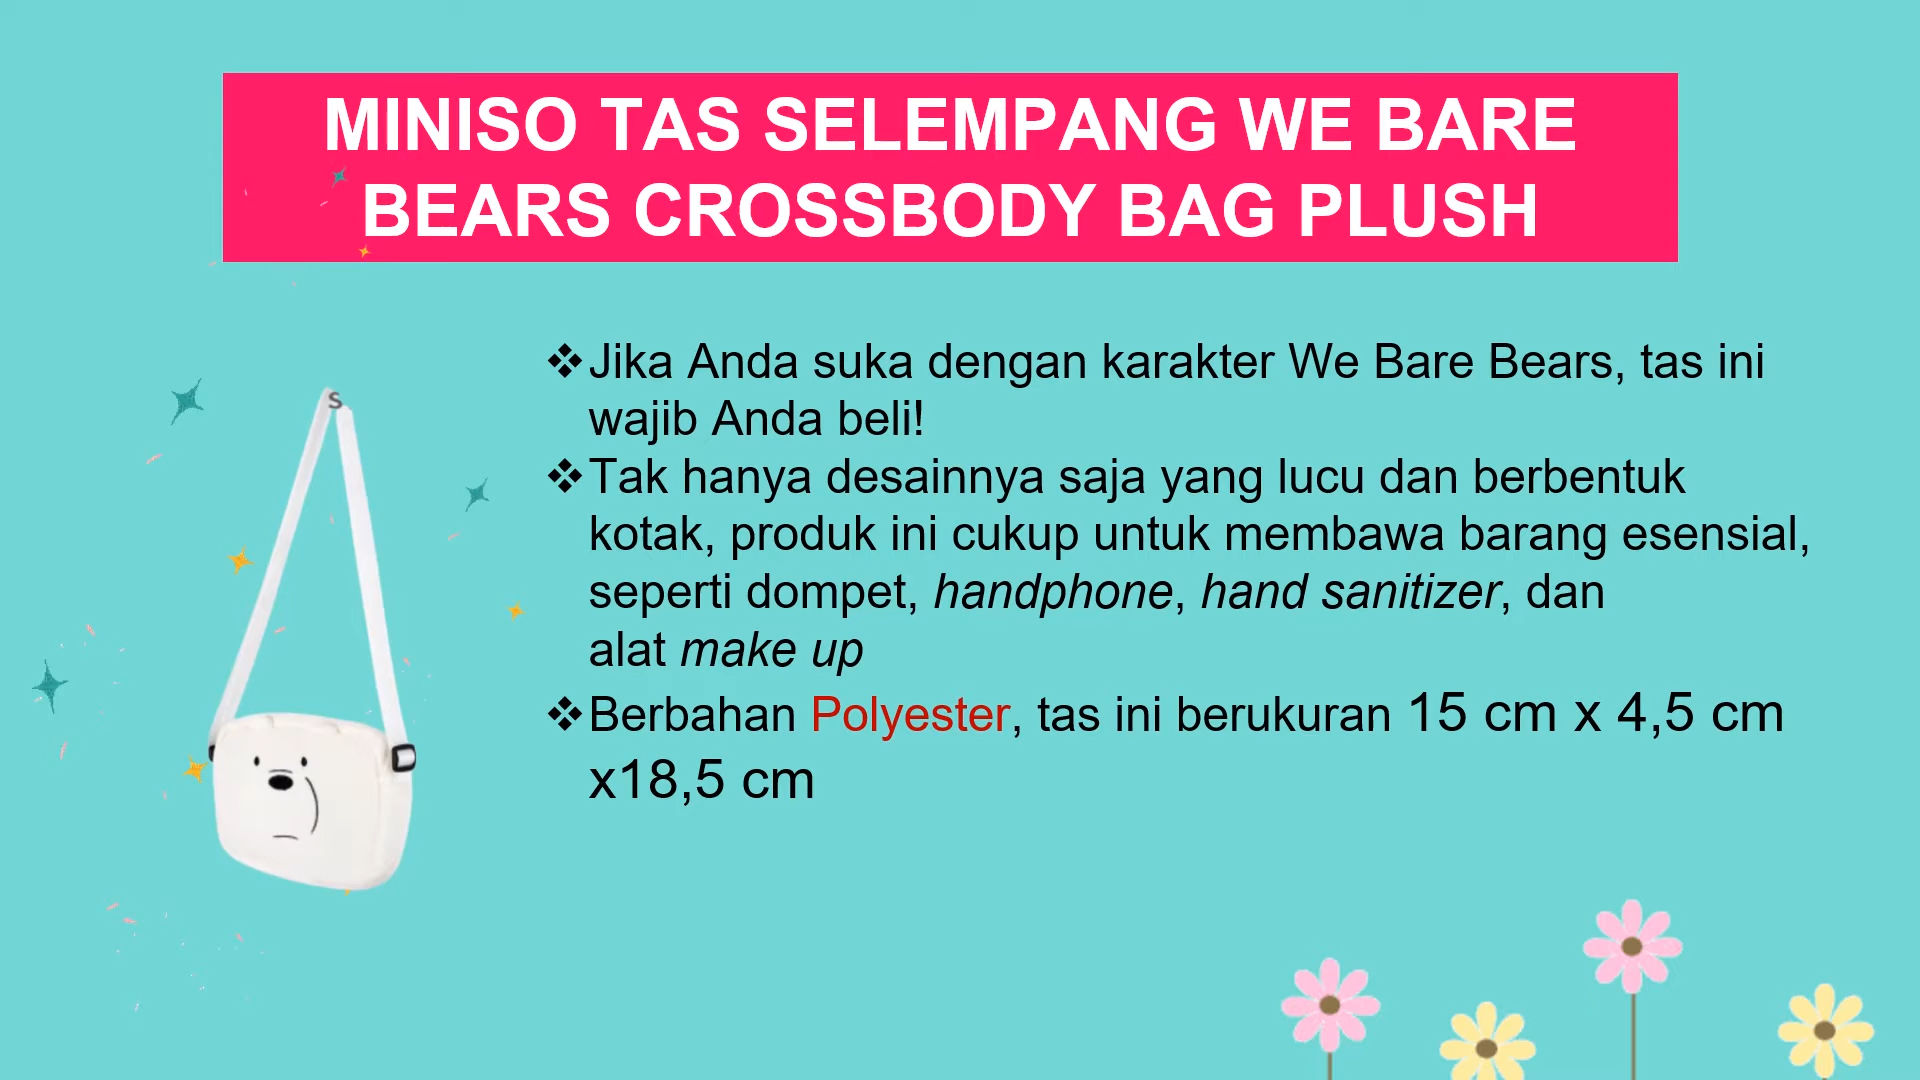 MINISO TAS SELEMPANG WE BARE
BEARS CROSSBODY BAG PLUSH
S
❖Jika Anda suka dengan karakter We Bare Bears, tas ini
wajib Anda beli!
❖Tak hanya desainnya saja yang lucu dan berbentuk
kotak, produk ini cukup untuk membawa barang esensial,
seperti dompet, handphone, hand sanitizer, dan
alat make up
❖Berbahan Polyester, tas ini berukuran 15 cm x 4,5 cm
x18,5 cm